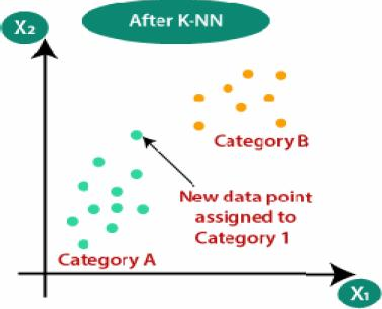 X2
After K-NN
Category B
New data point
assigned to
Category 1
Category A
X1